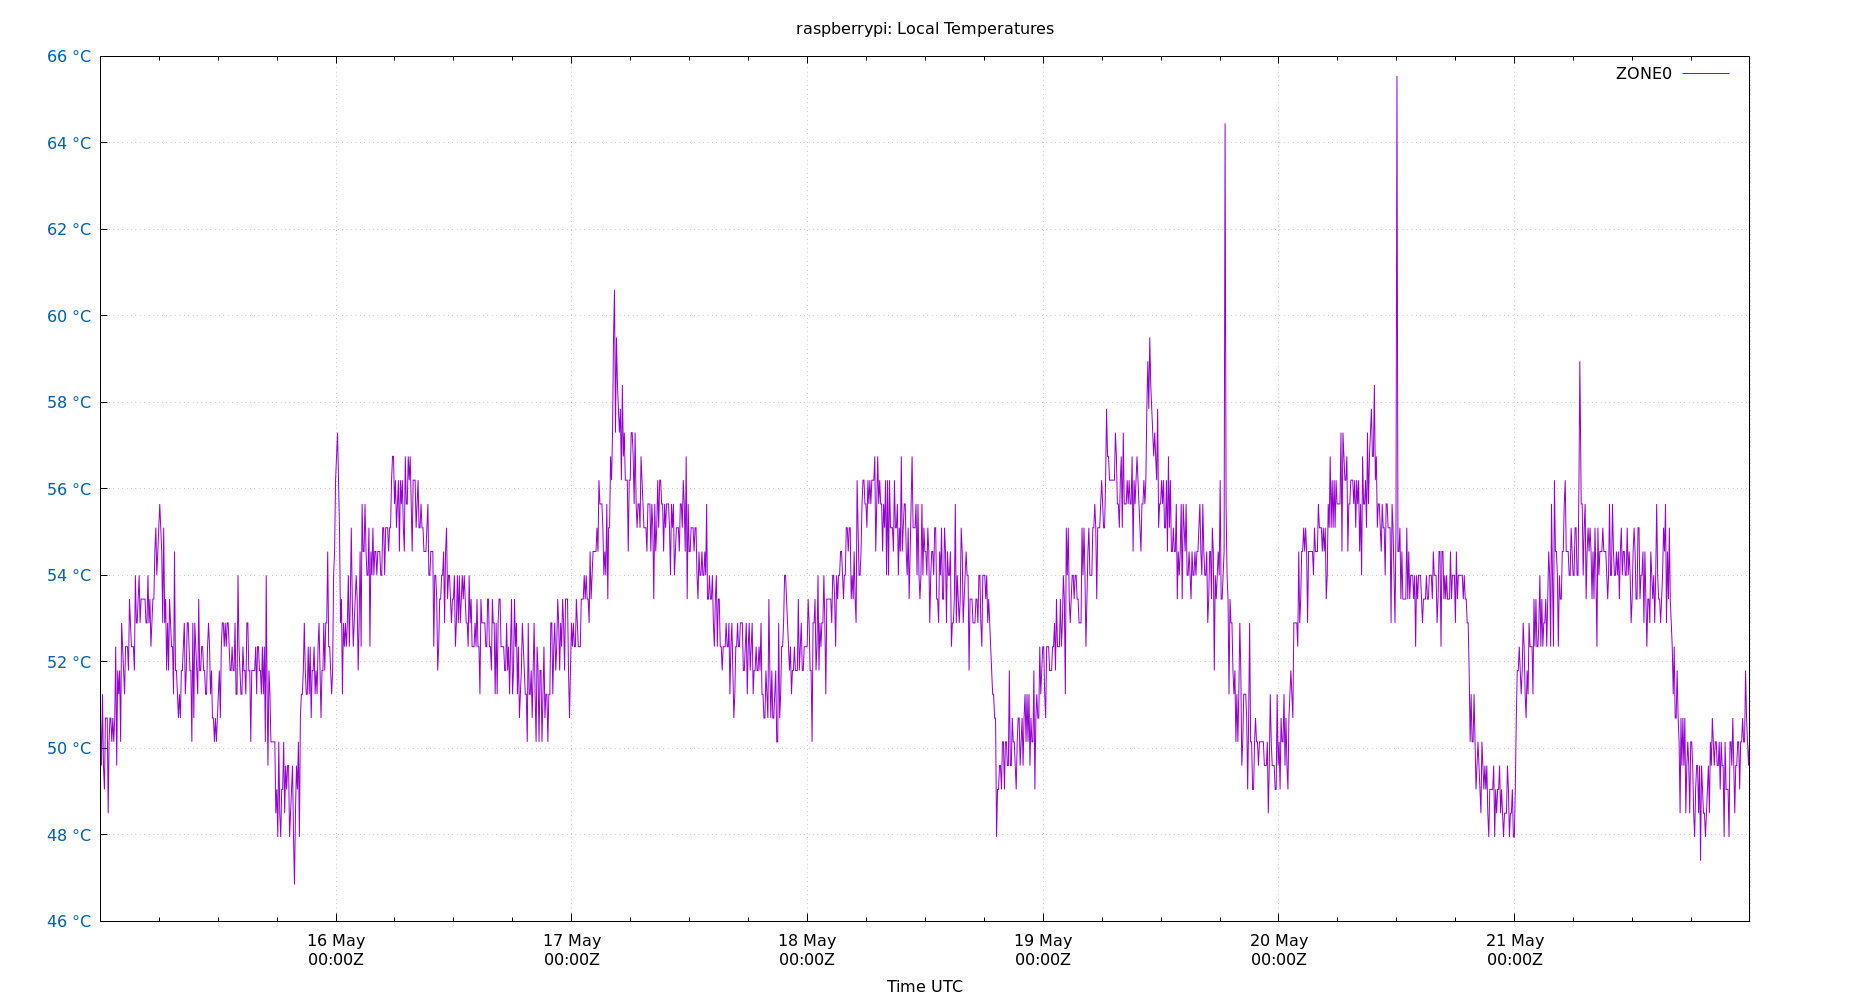 raspberrypi: Local Temperatures
66 °C
ZONE0
64 °C
62 °C
60 °C
58 °C
56 °C
54 °C
52 °C
50 °C
48 °C
46 °C
16 May 17 May 18 May 19 May 20 May 21 May
00:00Z 00:00Z 00:00Z 00:00Z 00:00Z 00:00Z
Time UTC